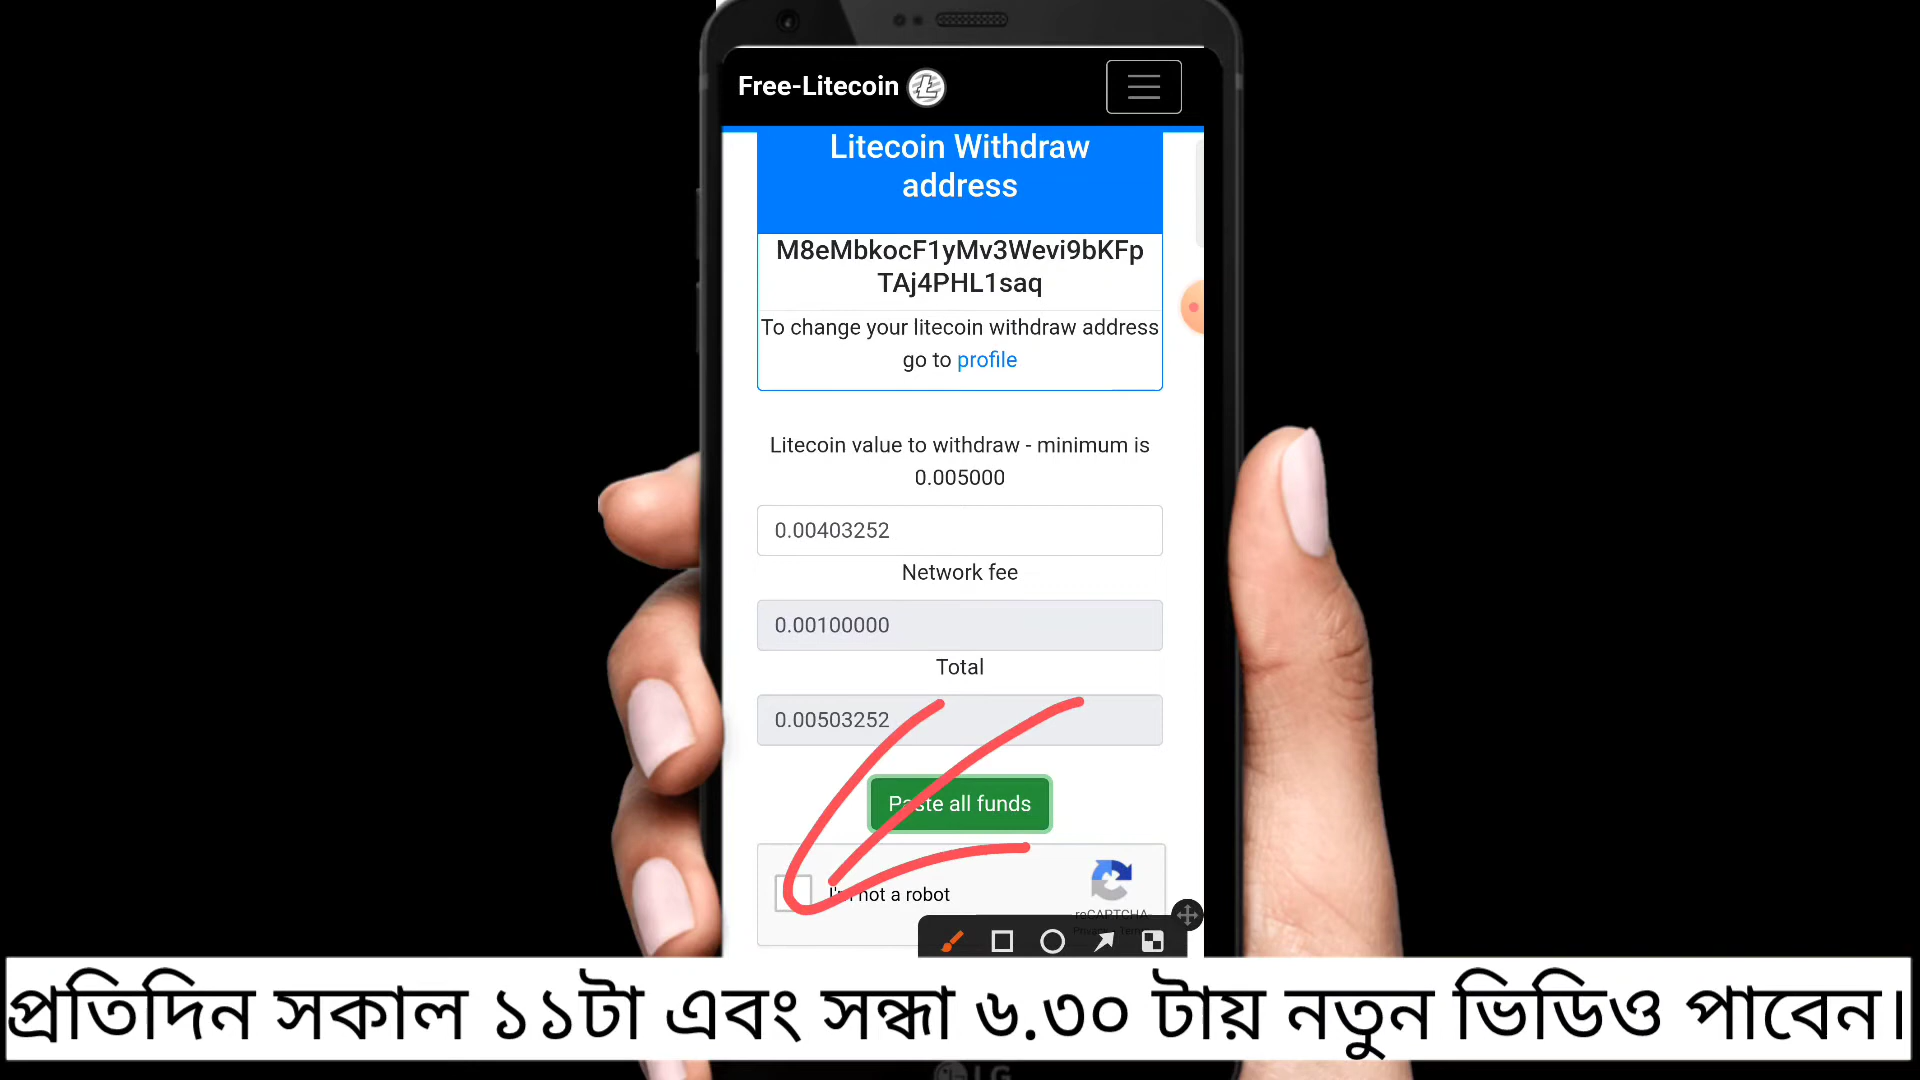 Free-Litecoin
Litecoin Withdraw
address
M8eMbkocF1yMv3Wevi9bKFp
TAj4PHL1saq
To change your litecoin withdraw address
go to profile
Litecoin value to withdraw - minimum is
0.005000
0.00403252
Network fee
0.00100000
Total
0.00503252
Paste all funds
I'm not a robot
reCAPTCHA
প্রতিদিন সকাল ১১টা এবং সন্ধা ৬.৩০ টায় নতুন ভিডিও পাবেন।
LG